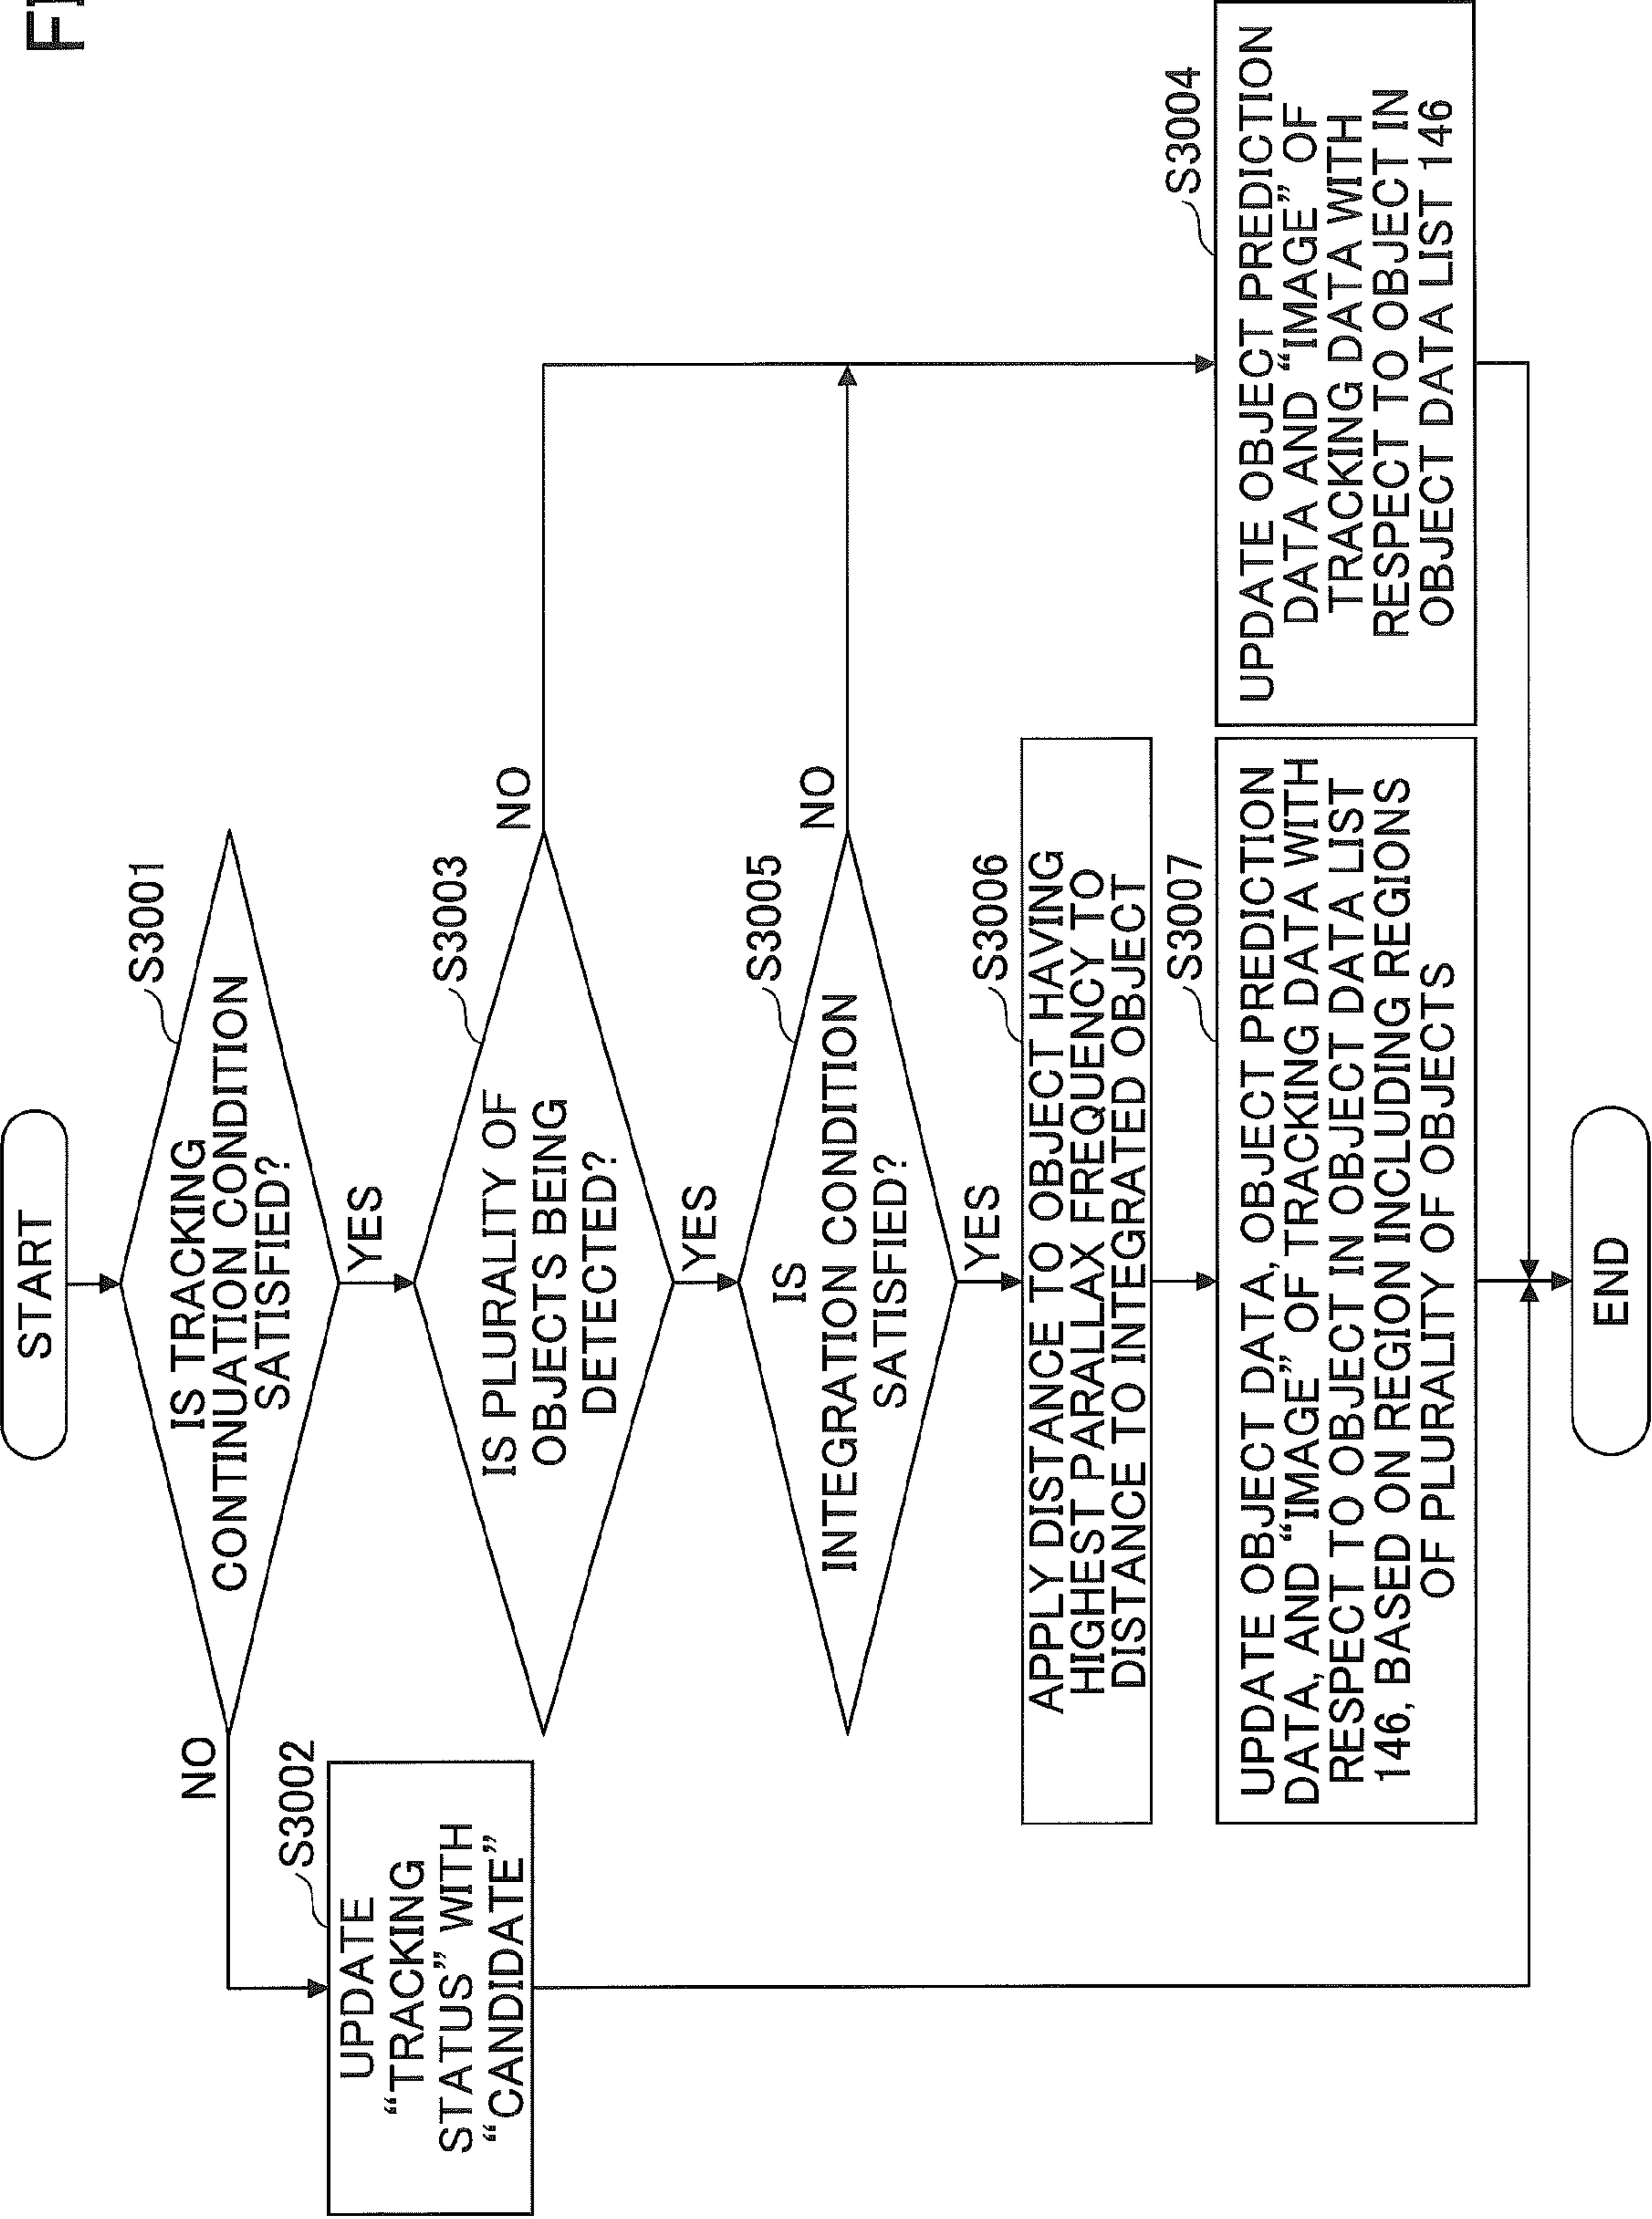 START
S3001
IS TRACKING
CONTINUATION CONDITION
SATISFIED?
NO
YES
S3002
UPDATE
“TRACKING
STATUS” WITH
“CANDIDATE”
S3003
IS PLURALITY OF
OBJECTS BEING
DETECTED?
NO
YES
S3005
IS
INTEGRATION CONDITION
SATISFIED?
NO
YES
S3006
APPLY DISTANCE TO OBJECT HAVING
HIGHEST PARALLAX FREQUENCY TO
DISTANCE TO INTEGRATED OBJECT
S3007
UPDATE OBJECT DATA, OBJECT PREDICTION
DATA, AND “IMAGE” OF TRACKING DATA WITH
RESPECT TO OBJECT IN OBJECT DATA LIST
146, BASED ON REGION INCLUDING REGIONS
OF PLURALITY OF OBJECTS
S3004
UPDATE OBJECT PREDICTION
DATA AND “IMAGE” OF
TRACKING DATA WITH
RESPECT TO OBJECT IN
OBJECT DATA LIST 146
END